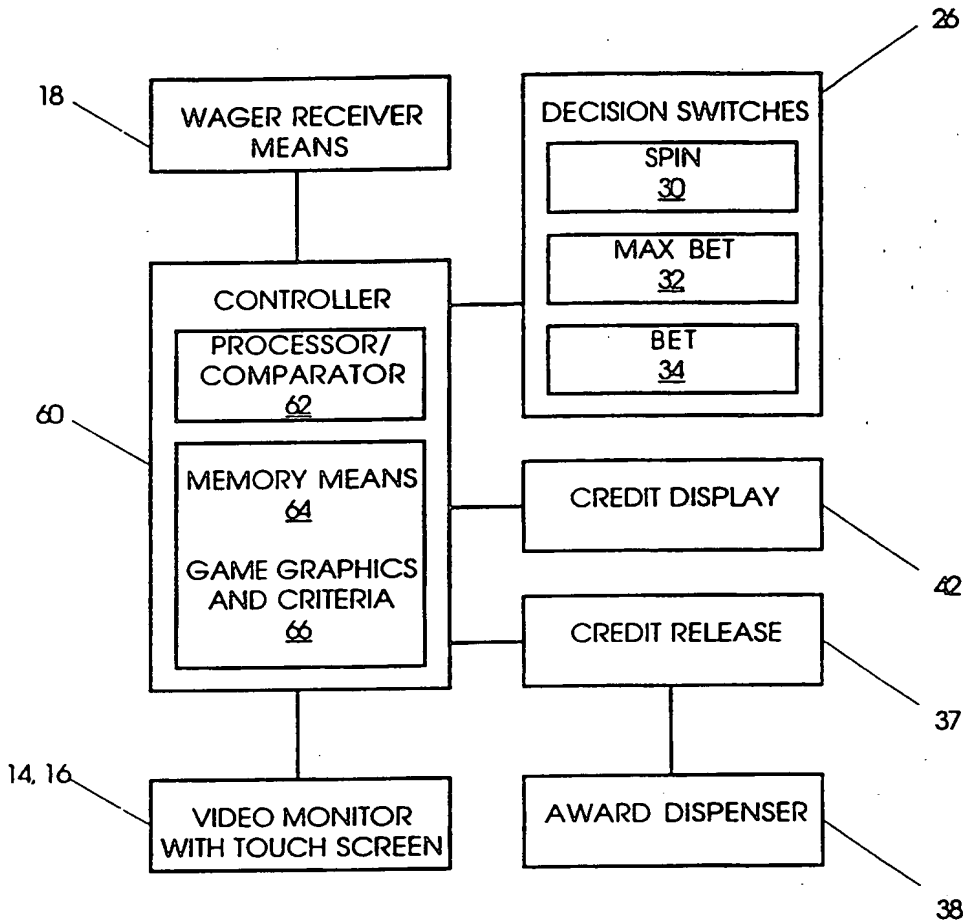 26
18
WAGER RECEIVER
MEANS
DECISION SWITCHES
SPIN
30
MAX BET
32
BET
34
CONTROLLER
PROCESSOR/
COMPARATOR
62
60
MEMORY MEANS
64
GAME GRAPHICS
AND CRITERIA
66
CREDIT DISPLAY
42
CREDIT RELEASE
37
14, 16
VIDEO MONITOR
WITH TOUCH SCREEN
AWARD DISPENSER
38